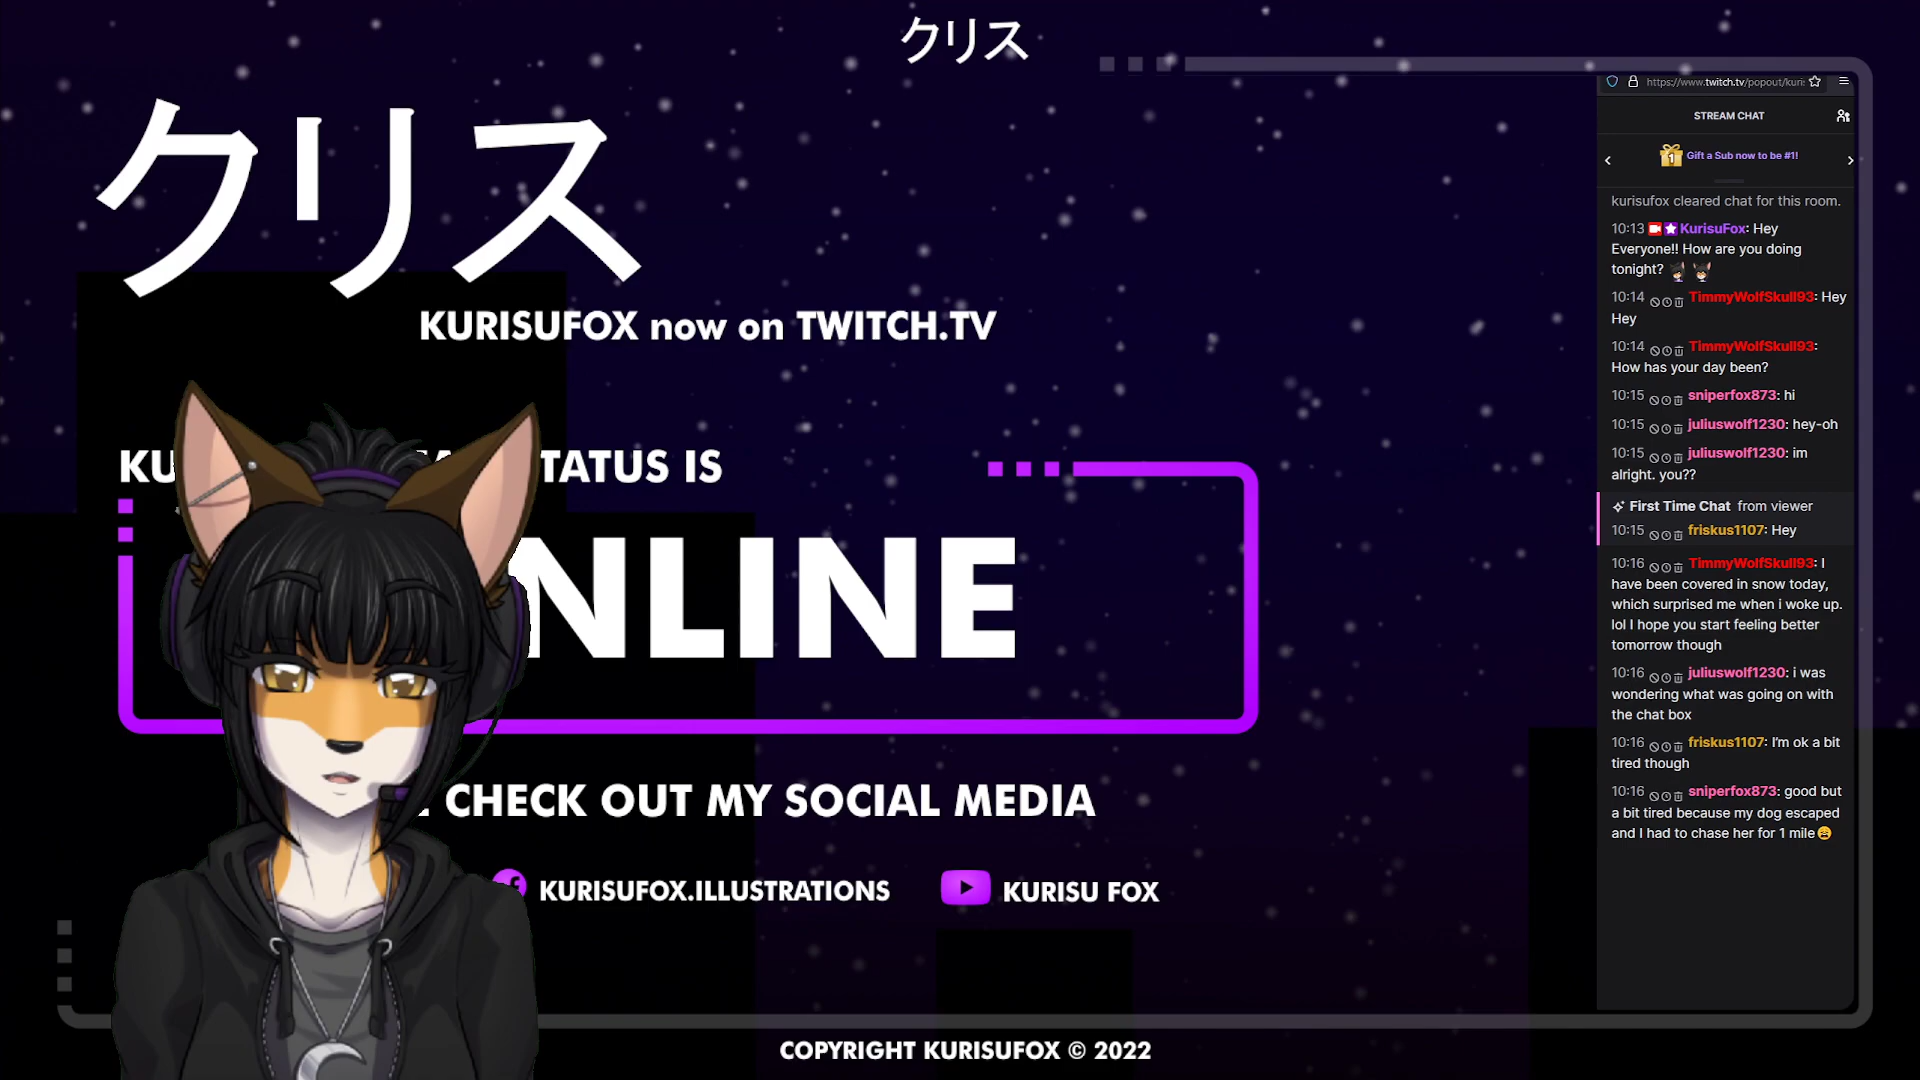 クリス
クリス
KURISUFOX now on TWITCH.TV
KU TATUS IS
NLINE
CHECK OUT MY SOCIAL MEDIA
KURISUFOX.ILLUSTRATIONS
KURISU FOX
COPYRIGHT KURISUFOX © 2022
https://www.twitch.tv/popout/kuri
STREAM CHAT
1
Gift a Sub now to be #1!
kurisufox cleared chat for this room.
10:13 KurisuFox: Hey
Everyone!! How are you doing
tonight?
10:14 TimmyWolfSkull93: Hey
Hey
10:14 TimmyWolfSkull93:
How has your day been?
10:15 sniperfox873: hi
10:15 juliuswolf1230: hey-oh
10:15 juliuswolf1230: im
alright. you??
First Time Chat from viewer
10:15 friskus1107: Hey
10:16 TimmyWolfSkull93: I
have been covered in snow today,
which surprised me when i woke up.
lol I hope you start feeling better
tomorrow though
10:16 juliuswolf1230: i was
wondering what was going on with
the chat box
10:16 friskus1107: I'm ok a bit
tired though
10:16 sniperfox873: good but
a bit tired because my dog escaped
and I had to chase her for 1 mile😩